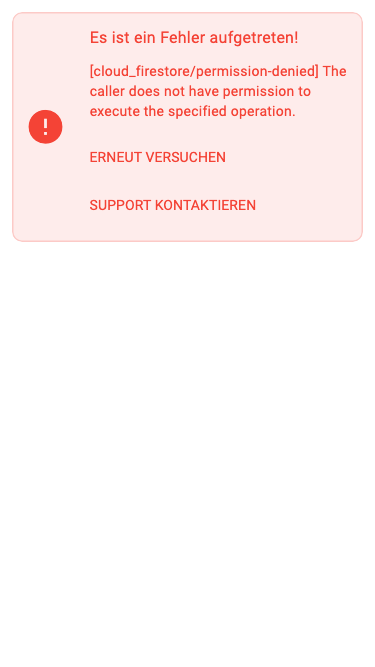 Es ist ein Fehler aufgetreten!
[cloud_firestore/permission-denied] The
caller does not have permission to
execute the specified operation.
ERNEUT VERSUCHEN
SUPPORT KONTAKTIEREN